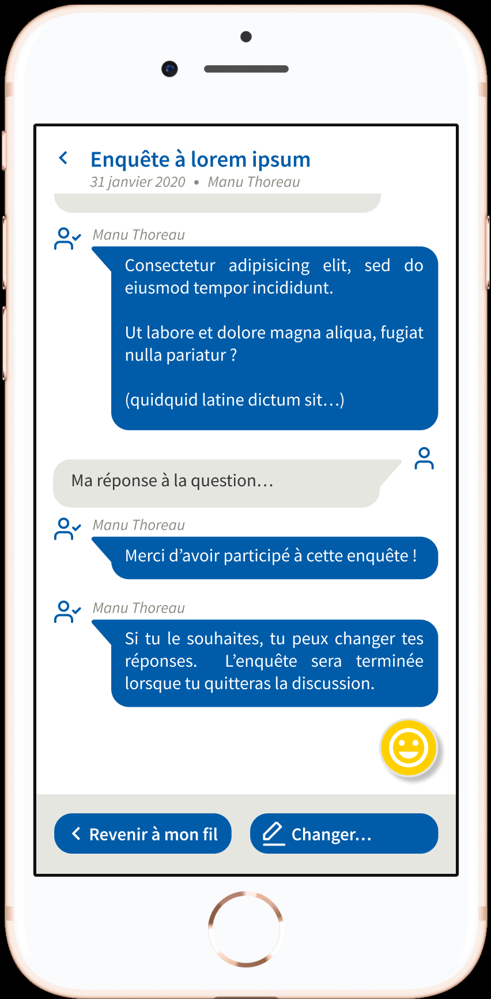 Enquête à lorem ipsum
31 janvier 2020 • Manu Thoreau
Manu Thoreau
Consectetur adipisicing elit, sed do
eiusmod tempor incididunt.
Ut labore et dolore magna aliqua, fugiat
nulla pariatur ?
(quidquid latine dictum sit…)
Ma réponse à la question…
Manu Thoreau
Merci d’avoir participé à cette enquête !
Manu Thoreau
Si tu le souhaites, tu peux changer tes
réponses. L’enquête sera terminée
lorsque tu quitteras la discussion.
Revenir à mon fil
Changer…